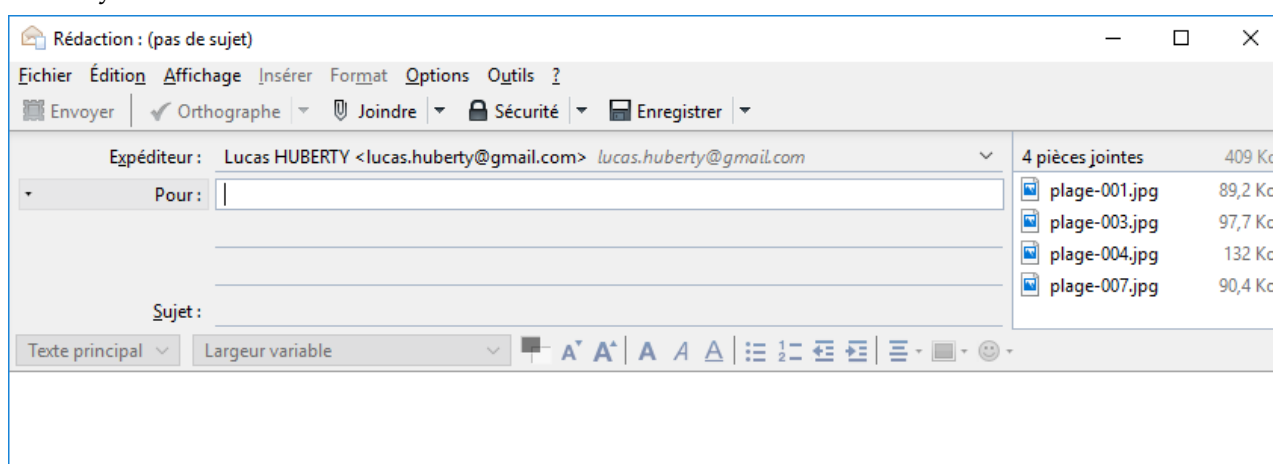 Rédaction : (pas de sujet)
Fichier Édition Affichage Insérer Format Options Outils ?
Envoyer Orthographe Joindre Sécurité Enregistrer
Expéditeur : Lucas HUBERTY <lucas.huberty@gmail.com> lucas.huberty@gmail.com
4 pièces jointes 409 Ko
Pour :
plage-001.jpg 89,2 Ko
plage-003.jpg 97,7 Ko
plage-004.jpg 132 Ko
plage-007.jpg 90,4 Ko
Sujet :
Texte principal Largeur variable